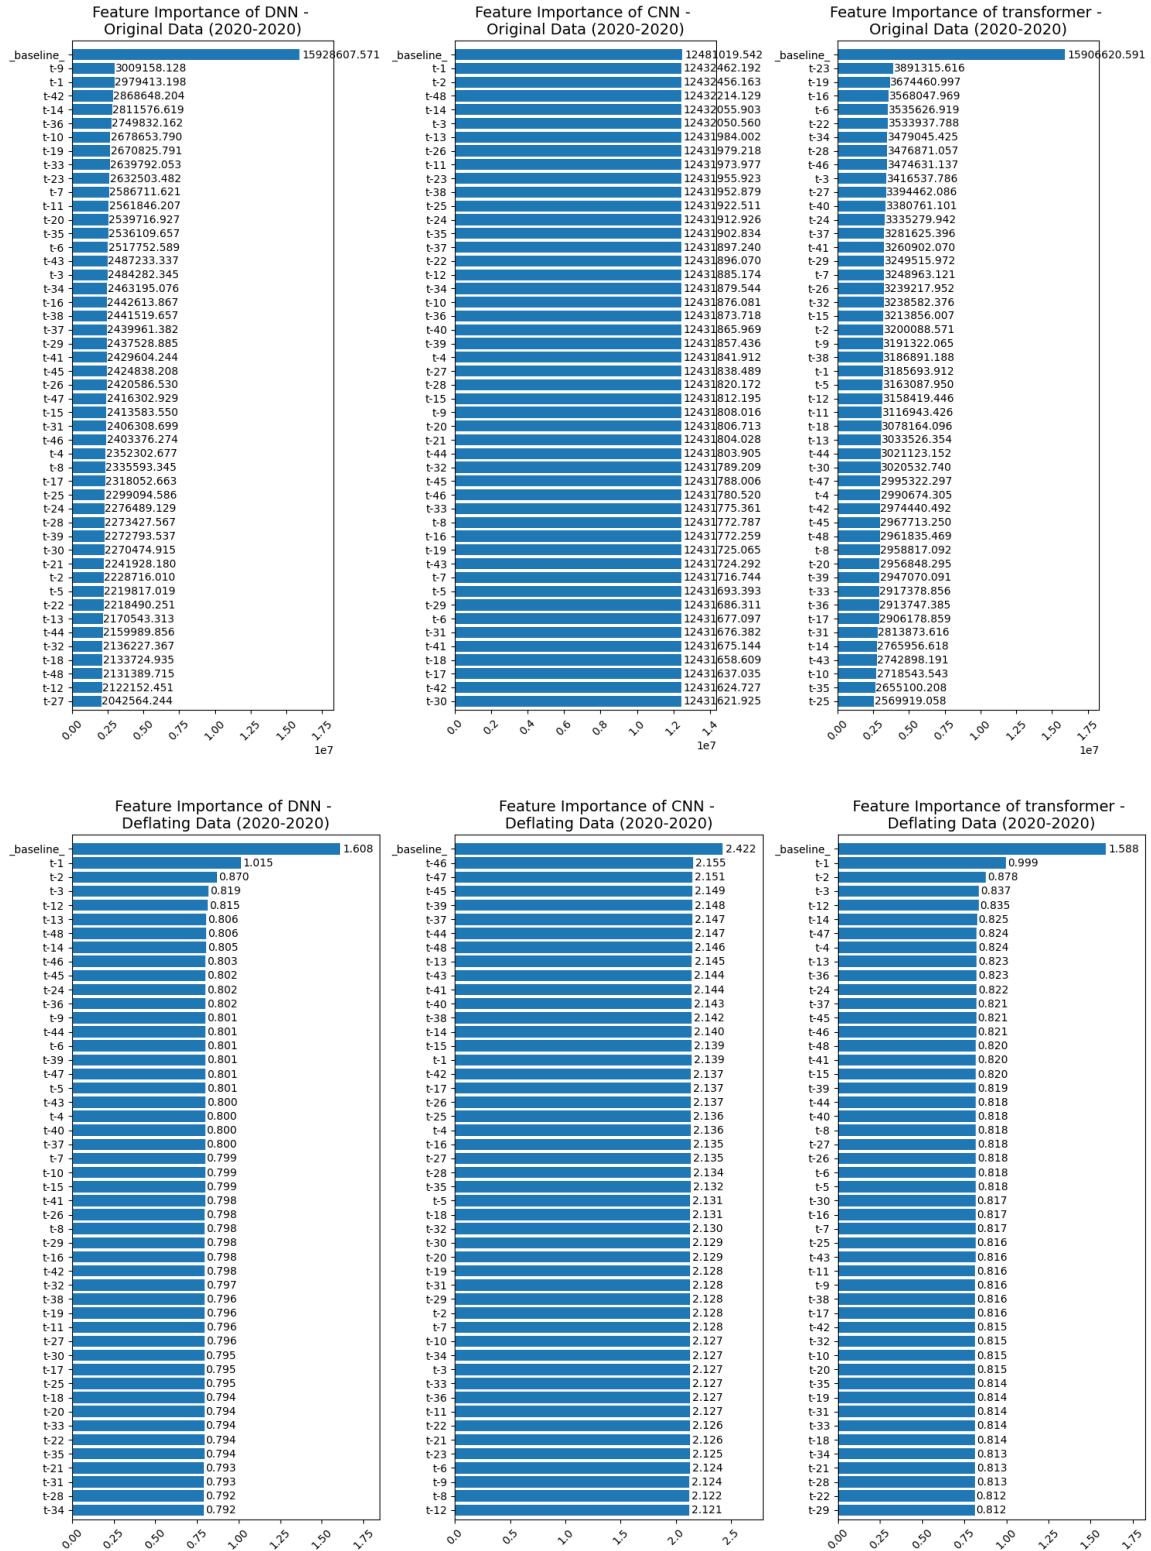 Feature Importance of DNN -
Original Data (2020-2020)
_baseline_ 15928607.571
t-9 3009158.128
t-1 2979413.198
t-42 2868648.204
t-14 2811576.619
t-36 2749832.162
t-10 2678653.790
t-19 2670825.791
t-33 2639792.053
t-23 2632503.482
t-7 2586711.621
t-11 2561846.207
t-20 2539716.927
t-35 2536109.657
t-6 2517752.589
t-43 2487233.337
t-3 2484282.345
t-34 2463195.076
t-16 2442613.867
t-38 2441519.657
t-37 2439961.382
t-29 2437528.885
t-41 2429604.244
t-45 2424838.208
t-26 2420586.530
t-47 2416302.929
t-15 2413583.550
t-31 2406308.699
t-46 2403376.274
t-4 2352302.677
t-8 2335593.345
t-17 2318052.663
t-25 2299094.586
t-24 2276489.129
t-28 2273427.567
t-39 2272793.537
t-30 2270474.915
t-21 2241928.180
t-2 2228716.010
t-5 2219817.019
t-22 2218490.251
t-13 2170543.313
t-44 2159989.856
t-32 2136227.367
t-18 2133724.935
t-48 2131389.715
t-12 2122152.451
t-27 2042564.244
0.00 0.25 0.50 0.75 1.00 1.25 1.50 1.75
1e7
Feature Importance of CNN -
Original Data (2020-2020)
_baseline_ 12481019.542
t-1 12432462.192
t-2 12432456.163
t-48 12432214.129
t-14 12432055.903
t-3 12432050.560
t-13 12431984.002
t-26 12431979.218
t-11 12431973.977
t-23 12431955.923
t-38 12431952.879
t-25 12431922.511
t-24 12431912.926
t-35 12431902.834
t-37 12431897.240
t-22 12431896.070
t-12 12431885.174
t-34 12431879.544
t-10 12431876.081
t-36 12431873.718
t-40 12431865.969
t-39 12431857.436
t-4 12431841.912
t-27 12431838.489
t-28 12431820.172
t-15 12431812.195
t-9 12431808.016
t-20 12431806.713
t-21 12431804.028
t-44 12431803.905
t-32 12431789.209
t-45 12431788.006
t-46 12431780.520
t-33 12431775.361
t-8 12431772.787
t-16 12431772.259
t-19 12431725.065
t-43 12431724.292
t-7 12431716.744
t-5 12431693.393
t-29 12431686.311
t-6 12431677.097
t-31 12431676.382
t-41 12431675.144
t-18 12431658.609
t-17 12431637.035
t-42 12431624.727
t-30 12431621.925
0.0 0.2 0.4 0.6 0.8 1.0 1.2 1.4
1e7
Feature Importance of transformer -
Original Data (2020-2020)
_baseline_ 15906620.591
t-23 3891315.616
t-19 3674460.997
t-16 3568047.969
t-6 3535626.919
t-22 3533937.788
t-34 3479045.425
t-28 3476871.057
t-46 3474631.137
t-3 3416537.786
t-27 3394462.086
t-40 3380761.101
t-24 3335279.942
t-37 3281625.396
t-41 3260902.070
t-29 3249515.972
t-7 3248963.121
t-26 3239217.952
t-32 3238582.376
t-15 3213856.007
t-2 3200088.571
t-9 3191322.065
t-38 3186891.188
t-1 3185693.912
t-5 3163087.950
t-12 3158419.446
t-11 3116943.426
t-18 3078164.096
t-13 3033526.354
t-44 3021123.152
t-30 3020532.740
t-47 2995322.297
t-4 2990674.305
t-42 2974440.492
t-45 2967713.250
t-48 2961835.469
t-8 2958817.092
t-20 2956848.295
t-39 2947070.091
t-33 2917378.856
t-36 2913747.385
t-17 2906178.859
t-31 2813873.616
t-14 2765956.618
t-43 2742898.191
t-10 2718543.543
t-35 2655100.208
t-25 2569919.058
0.00 0.25 0.50 0.75 1.00 1.25 1.50 1.75
1e7
Feature Importance of DNN -
Deflating Data (2020-2020)
_baseline_ 1.608
t-1 1.015
t-2 0.870
t-3 0.819
t-12 0.815
t-13 0.806
t-48 0.806
t-14 0.805
t-46 0.803
t-45 0.802
t-24 0.802
t-36 0.802
t-9 0.801
t-44 0.801
t-6 0.801
t-39 0.801
t-47 0.801
t-5 0.801
t-43 0.800
t-4 0.800
t-40 0.800
t-37 0.800
t-7 0.799
t-10 0.799
t-15 0.799
t-41 0.798
t-26 0.798
t-8 0.798
t-29 0.798
t-16 0.798
t-42 0.798
t-32 0.797
t-38 0.796
t-19 0.796
t-11 0.796
t-27 0.796
t-30 0.795
t-17 0.795
t-25 0.795
t-18 0.794
t-20 0.794
t-33 0.794
t-22 0.794
t-35 0.794
t-21 0.793
t-31 0.793
t-28 0.792
t-34 0.792
0.00 0.25 0.50 0.75 1.00 1.25 1.50 1.75
Feature Importance of CNN -
Deflating Data (2020-2020)
_baseline_ 2.422
t-46 2.155
t-47 2.151
t-45 2.149
t-39 2.148
t-37 2.147
t-44 2.147
t-48 2.146
t-13 2.145
t-43 2.144
t-41 2.144
t-40 2.143
t-38 2.142
t-14 2.140
t-15 2.139
t-1 2.139
t-42 2.137
t-17 2.137
t-26 2.137
t-25 2.136
t-4 2.136
t-16 2.135
t-27 2.135
t-28 2.134
t-35 2.132
t-5 2.131
t-18 2.131
t-32 2.130
t-30 2.129
t-20 2.129
t-19 2.128
t-31 2.128
t-29 2.128
t-2 2.128
t-7 2.128
t-10 2.127
t-34 2.127
t-3 2.127
t-33 2.127
t-36 2.127
t-11 2.127
t-22 2.126
t-21 2.126
t-23 2.125
t-6 2.124
t-9 2.124
t-8 2.122
t-12 2.121
0.0 0.5 1.0 1.5 2.0 2.5
Feature Importance of transformer -
Deflating Data (2020-2020)
_baseline_ 1.588
t-1 0.999
t-2 0.878
t-3 0.837
t-12 0.835
t-14 0.825
t-47 0.824
t-4 0.824
t-13 0.823
t-36 0.823
t-24 0.822
t-37 0.821
t-45 0.821
t-46 0.821
t-48 0.820
t-41 0.820
t-15 0.820
t-39 0.819
t-44 0.818
t-40 0.818
t-8 0.818
t-27 0.818
t-26 0.818
t-6 0.818
t-5 0.818
t-30 0.817
t-16 0.817
t-7 0.817
t-25 0.816
t-43 0.816
t-11 0.816
t-9 0.816
t-38 0.816
t-17 0.816
t-42 0.815
t-32 0.815
t-10 0.815
t-20 0.815
t-35 0.814
t-19 0.814
t-31 0.814
t-33 0.814
t-18 0.814
t-34 0.813
t-21 0.813
t-28 0.813
t-22 0.812
t-29 0.812
0.00 0.25 0.50 0.75 1.00 1.25 1.50 1.75